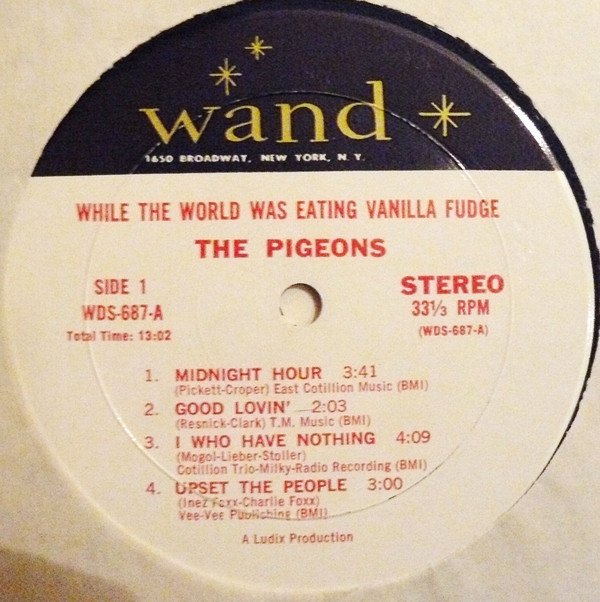 wand
1650 BROADWAY, NEW YORK, N.Y.
WHILE THE WORLD WAS EATING VANILLA FUDGE
THE PIGEONS
SIDE 1
WDS-687-A
Total Time: 13:02
STEREO
33⅓ RPM
(WDS-687-A)
1. MIDNIGHT HOUR 3:41
(Pickett-Croper) East Cotillion Music (BMI)
2. GOOD LOVIN' 2:03
(Resnick-Clark) T.M. Music (BMI)
3. I WHO HAVE NOTHING 4:09
(Mogol-Lieber-Stoller)
Cotillion Trio-Milky-Radio Recording (BMI)
4. UPSET THE PEOPLE 3:00
(Inez Foxx-Charlie Foxx)
Vee-Vee Publishing (BMI)
A Ludix Production